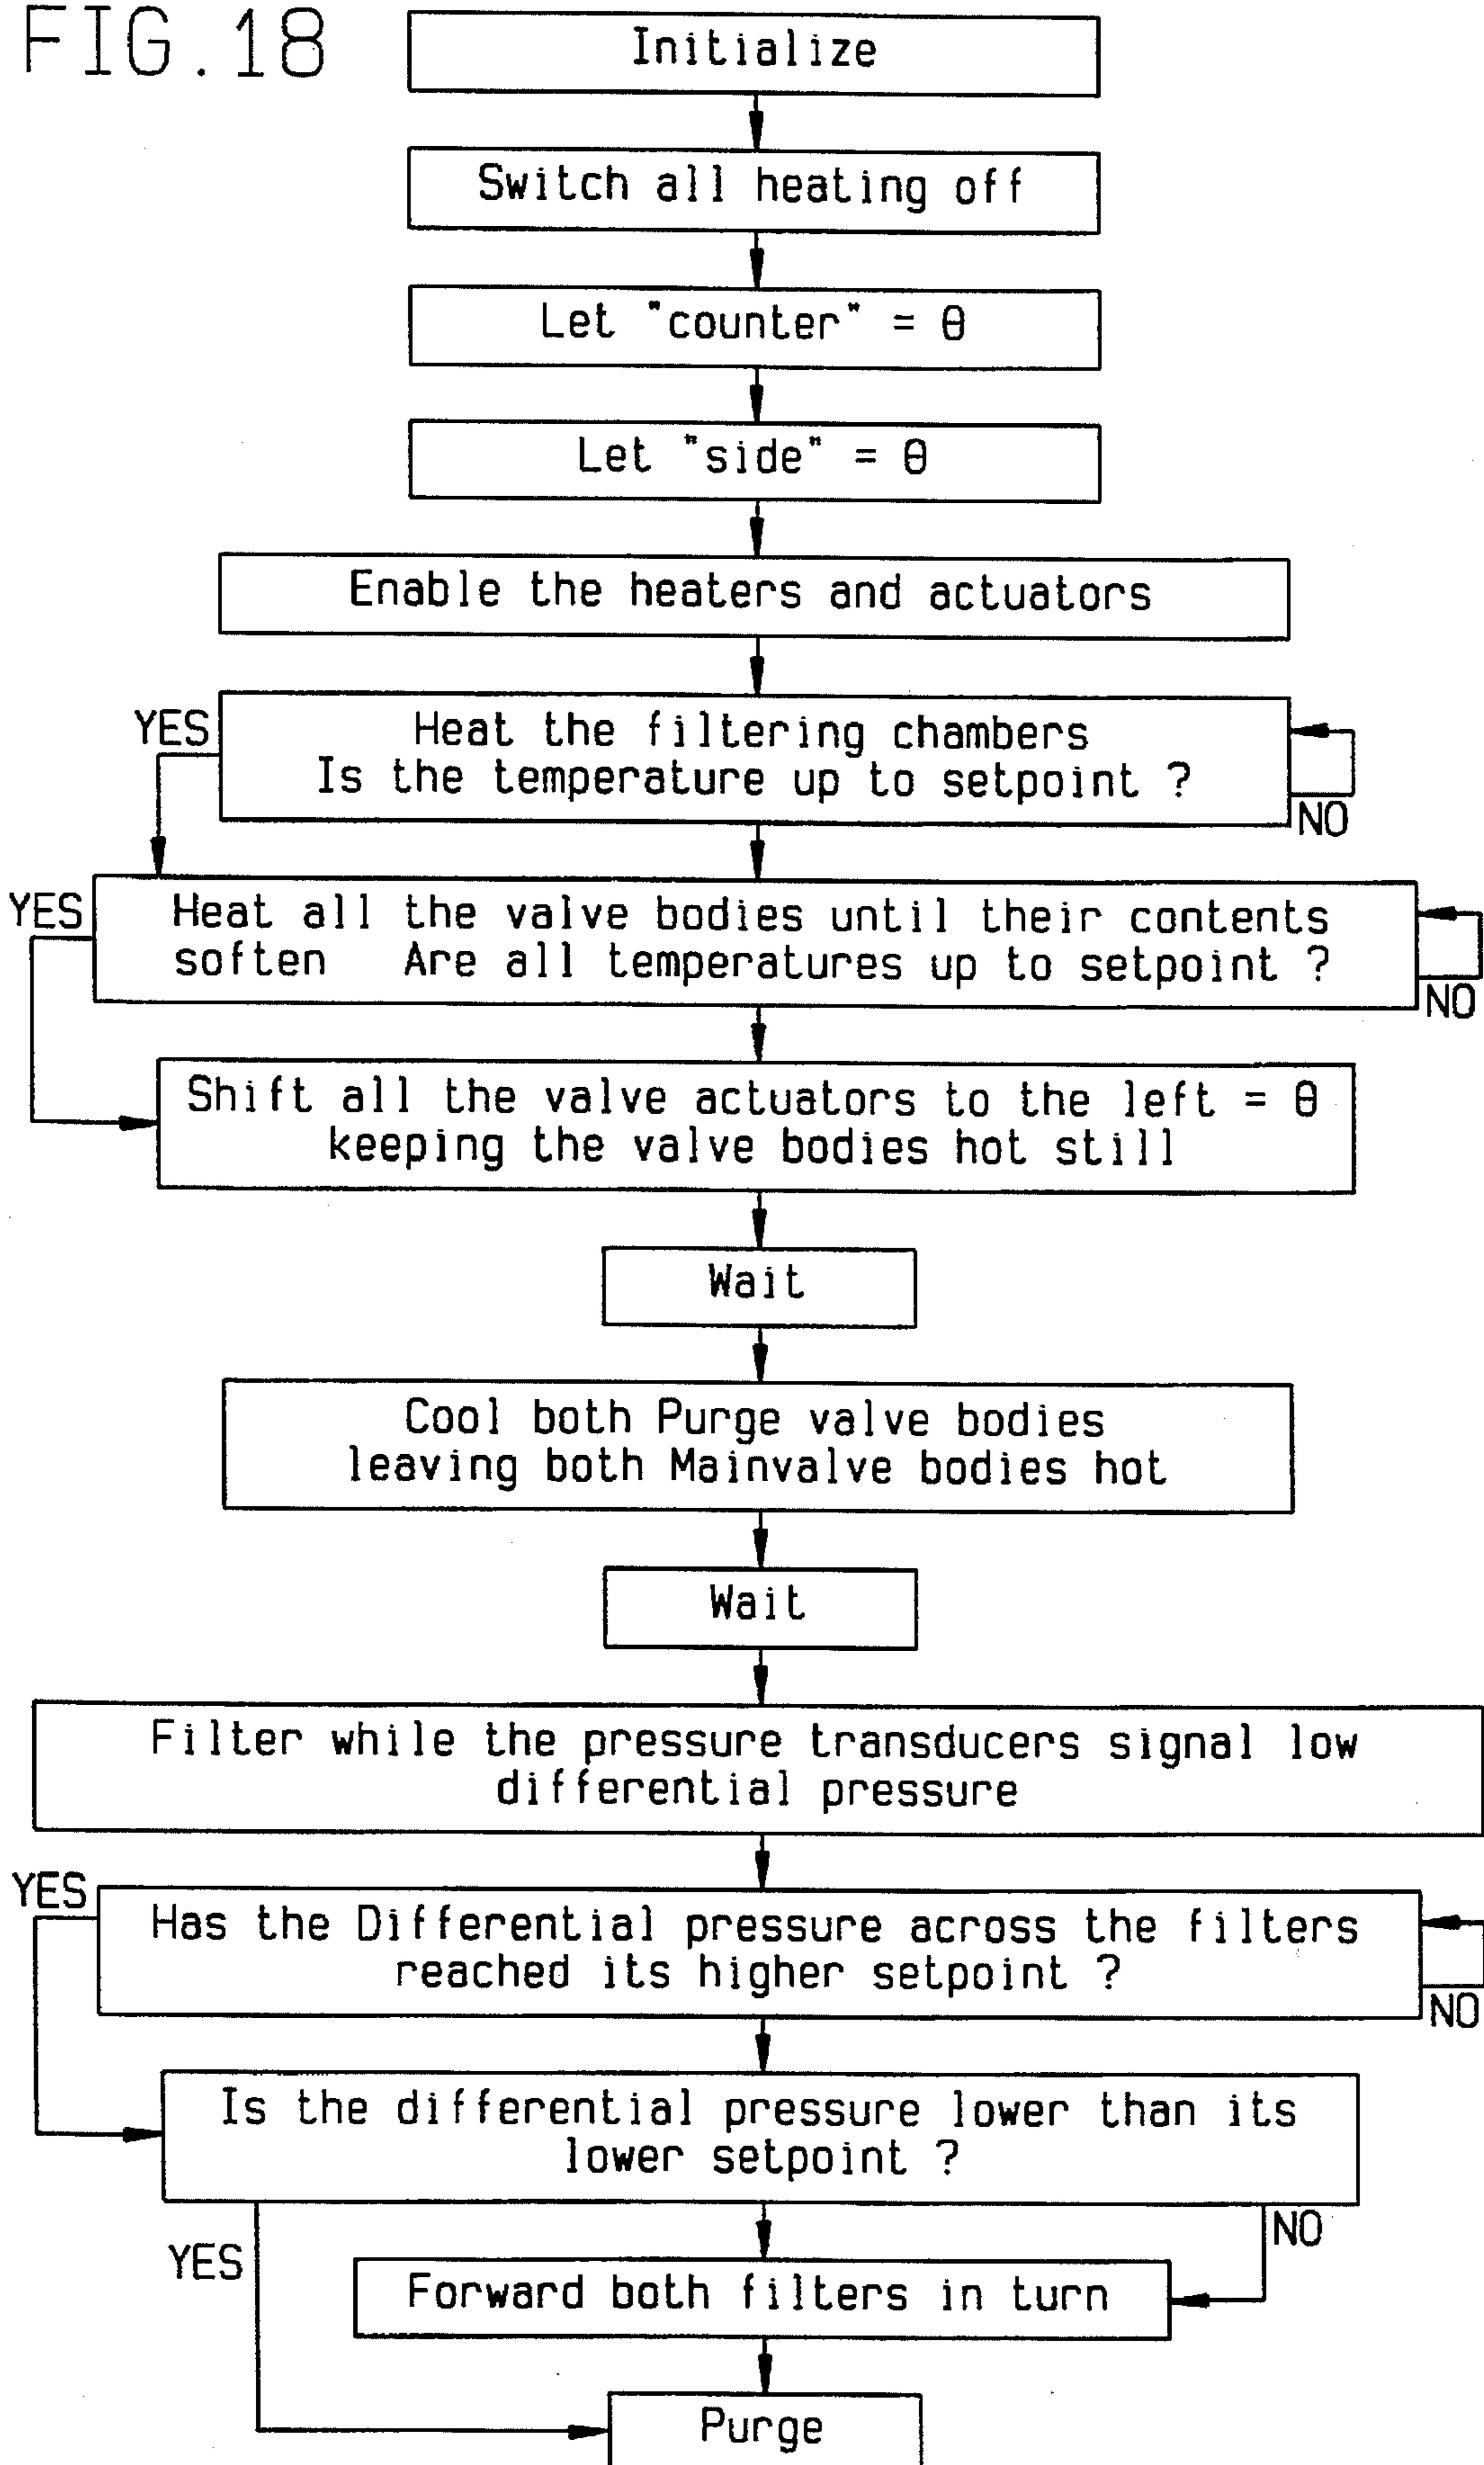 FIG.18
Initialize
Switch all heating off
Let "counter" = θ
Let "side" = θ
Enable the heaters and actuators
YES
Heat the filtering chambers
Is the temperature up to setpoint ?
NO
YES
Heat all the valve bodies until their contents
soften Are all temperatures up to setpoint ?
NO
Shift all the valve actuators to the left = θ
keeping the valve bodies hot still
Wait
Cool both Purge valve bodies
leaving both Mainvalve bodies hot
Wait
Filter while the pressure transducers signal low
differential pressure
YES
Has the Differential pressure across the filters
reached its higher setpoint ?
NO
Is the differential pressure lower than its
lower setpoint ?
NO
YES
Forward both filters in turn
Purge